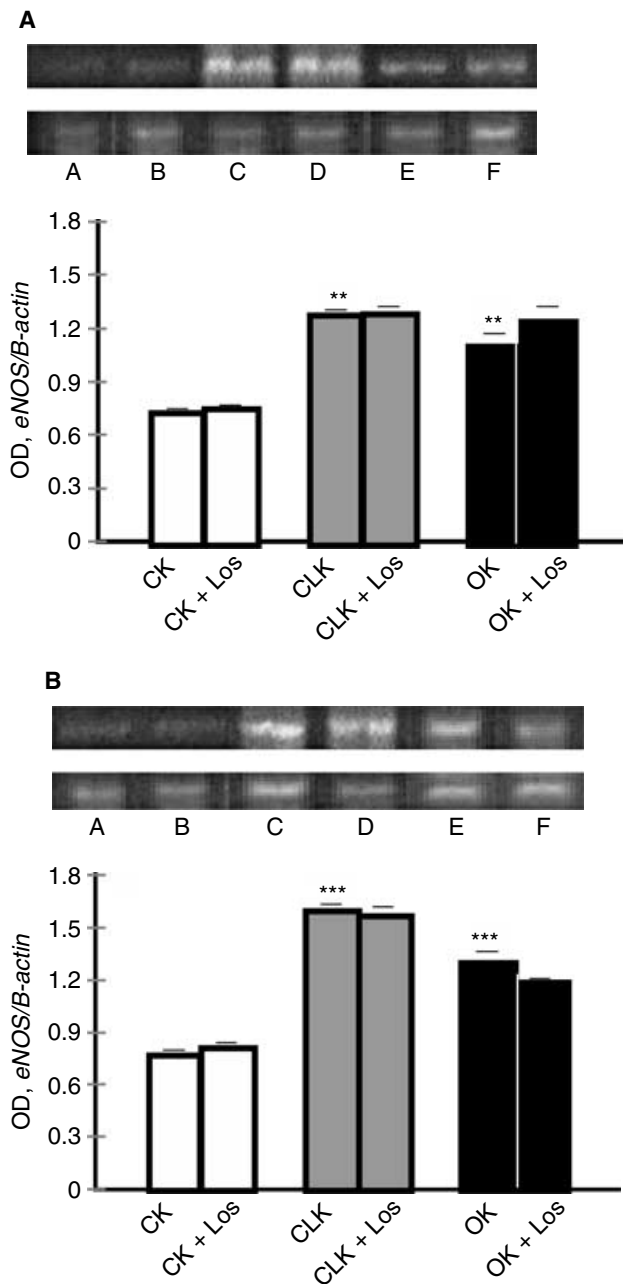 A
A B C D E F
1.8
1.5
1.2
0.9
0.6
0.3
0
OD, eNOS/B-actin
**
**
CK
CK + Los
CLK
CLK + Los
OK
OK + Los
B
A B C D E F
1.8
1.5
1.2
0.9
0.6
0.3
0
OD, eNOS/B-actin
***
***
CK
CK + Los
CLK
CLK + Los
OK
OK + Los